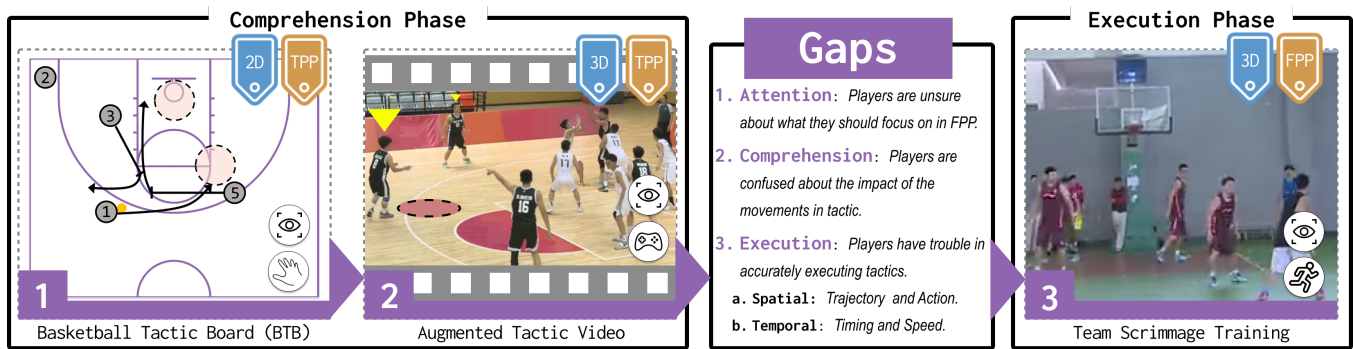 Comprehension Phase
2D
TPP
2
3
5
1
1
Basketball Tactic Board (BTB)
3D
TPP
17
17
18
16
2
Augmented Tactic Video
Gaps
1. Attention: Players are unsure
about what they should focus on in FPP.
2. Comprehension: Players are
confused about the impact of the
movements in tactic.
3. Execution: Players have trouble in
accurately executing tactics.
a. Spatial: Trajectory and Action.
b. Temporal: Timing and Speed.
Execution Phase
3D
FPP
3
Team Scrimmage Training